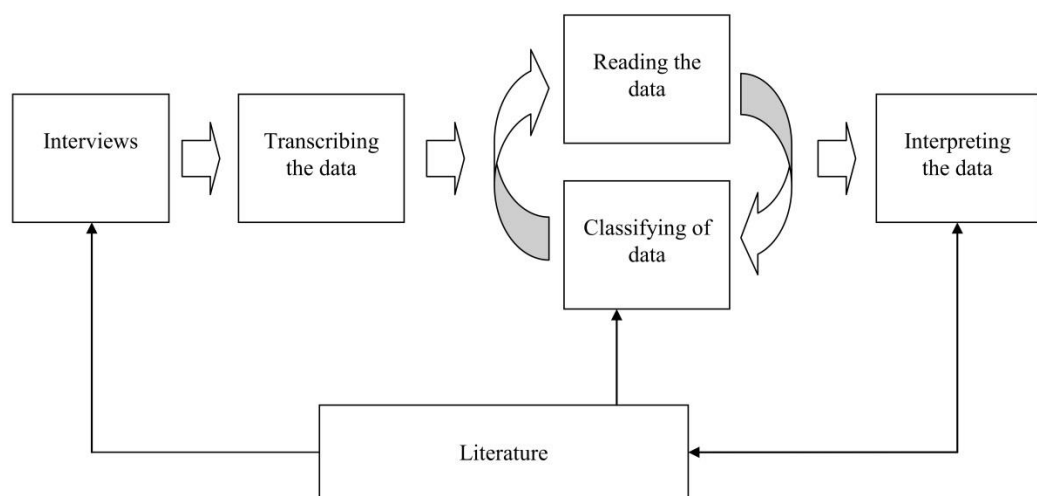 Interviews
Transcribing
the data
Reading the
data
Classifying of
data
Interpreting
the data
Literature